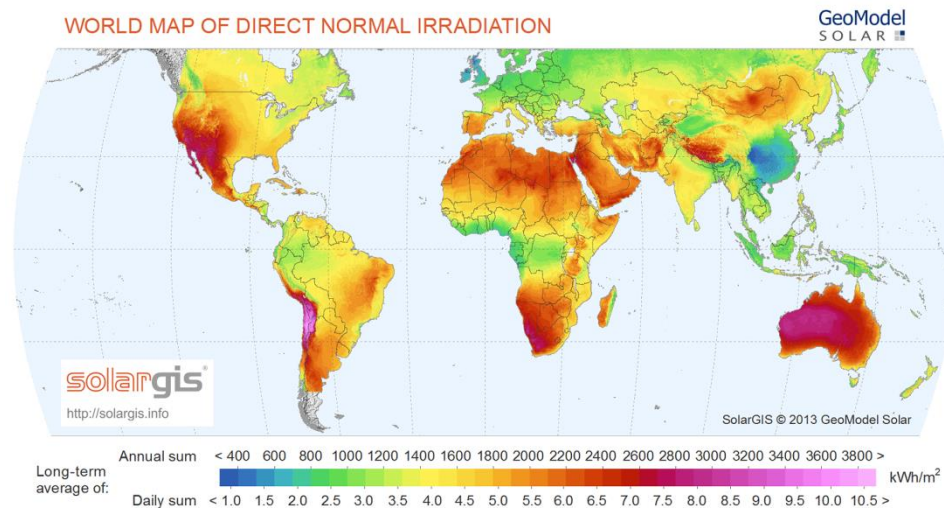 WORLD MAP OF DIRECT NORMAL IRRADIATION
GeoModel
SOLAR
solargis
http://solargis.info
SolarGIS © 2013 GeoModel Solar
Annual sum < 400 600 800 1000 1200 1400 1600 1800 2000 2200 2400 2600 2800 3000 3200 3400 3600 3800 >
Long-term average of: kWh/m²
Daily sum < 1.0 1.5 2.0 2.5 3.0 3.5 4.0 4.5 5.0 5.5 6.0 6.5 7.0 7.5 8.0 8.5 9.0 9.5 10.0 10.5 >